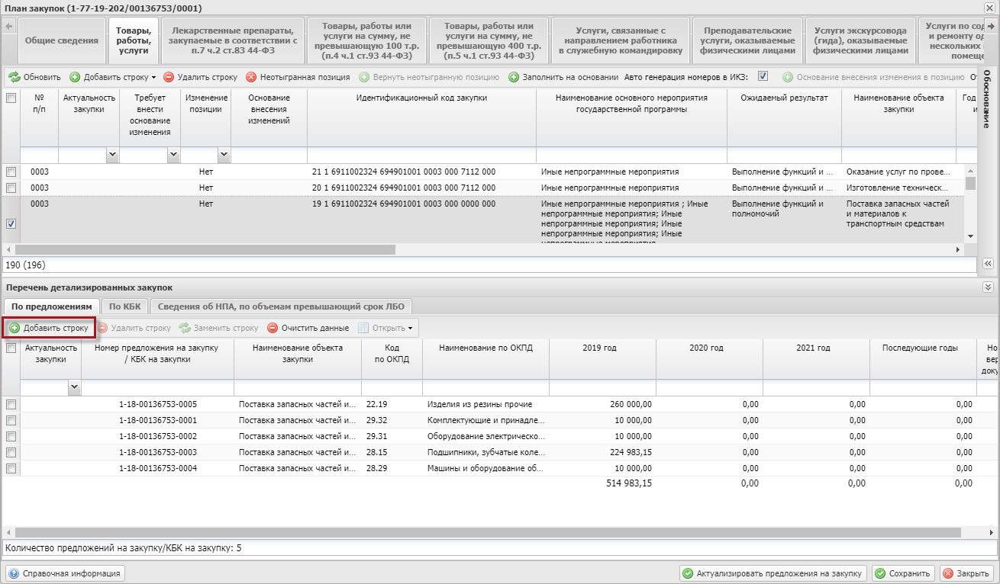 План закупок (1-77-19-202/00136753/0001)
Общие сведения
Товары,
работы,
услуги
Лекарственные препараты,
закупаемые в соответствии с
п.7 ч.2 ст.83 44-ФЗ
Товары, работы или
услуги на сумму, не
превышающую 100 т.р.
(п.4 ч.1 ст.93 44-ФЗ)
Товары, работы или
услуги на сумму, не
превышающую 400 т.р.
(п.5 ч.1 ст.93 44-ФЗ)
Услуги, связанные с
направлением работника
в служебную командировку
Преподавательские
услуги, оказываемые
физическими лицами
Услуги экскурсовода
(гида), оказываемые
физическими лицами
Услуги по сод
и ремонту од
нескольких
помеще
Обновить Добавить строку Удалить строку Неотыгранная позиция Вернуть неотыгранную позицию Заполнить на основании Авто генерация номеров в ИКЗ: Основание внесения изменения в позицию От
Обоснование
№
п/п
Актуальность
закупки
Требует
внести
основание
изменения
Изменение
позиции
Основание
внесения
изменений
Идентификационный код закупки
Наименование основного мероприятия
государственной программы
Ожидаемый результат
Наименование объекта
закупки
Год
и
0003 Нет 21 1 6911002324 694901001 0003 000 7112 000 Иные непрограммные мероприятия Выполнение функций и ... Оказание услуг по прове...
0003 Нет 20 1 6911002324 694901001 0003 000 7112 000 Иные непрограммные мероприятия Выполнение функций и ... Изготовление техническ...
0003 Нет 19 1 6911002324 694901001 0003 000 0000 000 Иные непрограммные мероприятия ; Иные Выполнение функций и Поставка запасных частей
непрограммные мероприятия; Иные полномочий и материалов к
непрограммные мероприятия; Иные транспортным средствам
непрограммные мероприятия; Иные
непрограммные мероприятия
190 (196)
Перечень детализированных закупок
По предложениям По КБК Сведения об НПА, по объемам превышающий срок ЛБО
Добавить строку Удалить строку Заменить строку Очистить данные Открыть
Актуальность
закупки
Номер предложения на закупку
/ КБК на закупки
Наименование объекта
закупки
Код
по ОКПД
Наименование по ОКПД
2019 год
2020 год
2021 год
Последующие годы
Но
вер
доку
1-18-00136753-0005 Поставка запасных частей и... 22.19 Изделия из резины прочие 260 000,00 0,00 0,00 0,00
1-18-00136753-0001 Поставка запасных частей и... 29.32 Комплектующие и принадле... 10 000,00 0,00 0,00 0,00
1-18-00136753-0002 Поставка запасных частей и... 29.31 Оборудование электрическо... 10 000,00 0,00 0,00 0,00
1-18-00136753-0003 Поставка запасных частей и... 28.15 Подшипники, зубчатые коле... 224 983,15 0,00 0,00 0,00
1-18-00136753-0004 Поставка запасных частей и... 28.29 Машины и оборудование об... 10 000,00 0,00 0,00 0,00
514 983,15 0,00 0,00 0,00
Количество предложений на закупку/КБК на закупку: 5
Справочная информация Актуализировать предложения на закупку Сохранить Закрыть